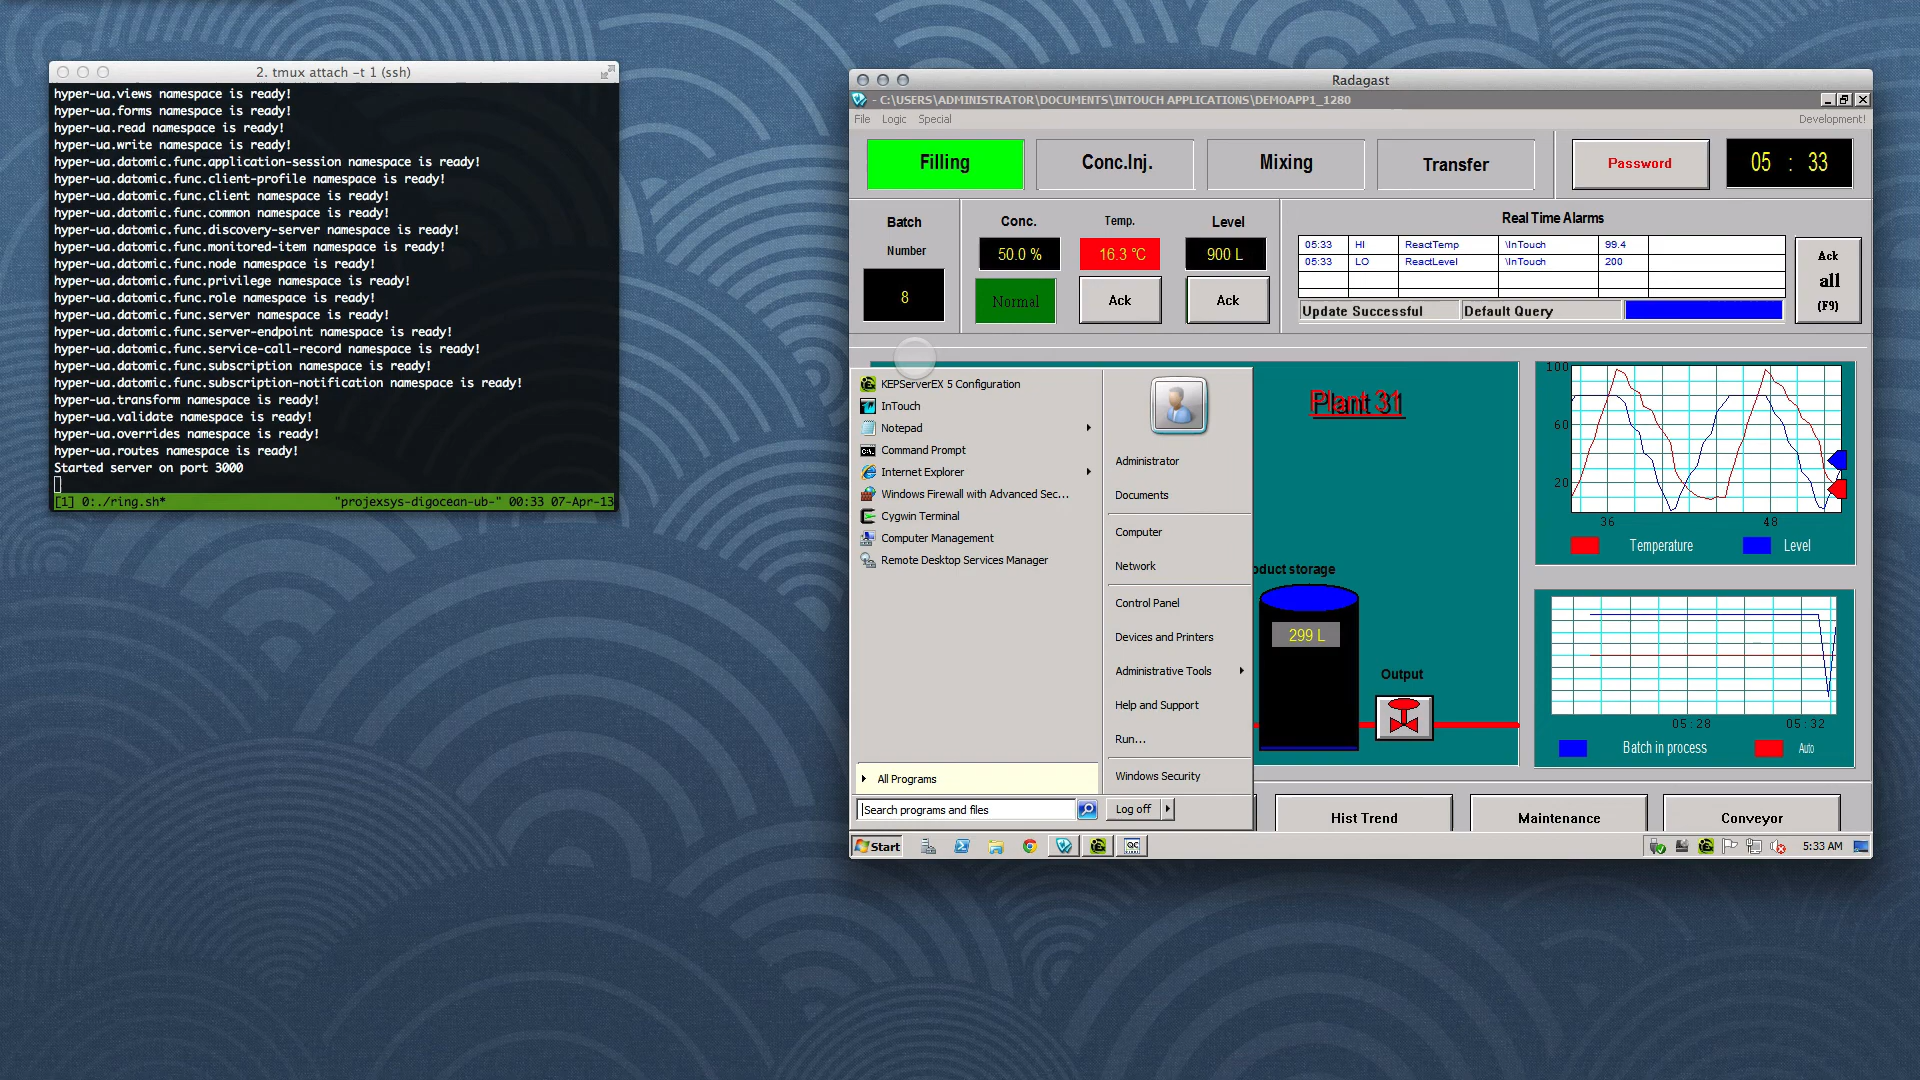 2. tmux attach -t 1 (ssh)
hyper-ua.views namespace is ready!
hyper-ua.forms namespace is ready!
hyper-ua.read namespace is ready!
hyper-ua.write namespace is ready!
hyper-ua.datomic.func.application-session namespace is ready!
hyper-ua.datomic.func.client-profile namespace is ready!
hyper-ua.datomic.func.client namespace is ready!
hyper-ua.datomic.func.common namespace is ready!
hyper-ua.datomic.func.discovery-server namespace is ready!
hyper-ua.datomic.func.monitored-item namespace is ready!
hyper-ua.datomic.func.node namespace is ready!
hyper-ua.datomic.func.privilege namespace is ready!
hyper-ua.datomic.func.role namespace is ready!
hyper-ua.datomic.func.server namespace is ready!
hyper-ua.datomic.func.server-endpoint namespace is ready!
hyper-ua.datomic.func.service-call-record namespace is ready!
hyper-ua.datomic.func.subscription namespace is ready!
hyper-ua.datomic.func.subscription-notification namespace is ready!
hyper-ua.transform namespace is ready!
hyper-ua.validate namespace is ready!
hyper-ua.overrides namespace is ready!
hyper-ua.routes namespace is ready!
Started server on port 3000
[1] 0:./ring.sh* "projexsys-digocean-ub-" 00:33 07-Apr-13
Radagast
- C:\USERS\ADMINISTRATOR\DOCUMENTS\INTOUCH APPLICATIONS\DEMOAPP1_1280
File Logic Special Development!
Filling Conc.Inj. Mixing Transfer Password 05 : 33
Batch Conc. Temp. Level Real Time Alarms
Number
50.0 % 16.3 °C 900 L
8
Normal Ack Ack
05:33 HI ReactTemp \InTouch 99.4
05:33 LO ReactLevel \InTouch 200
Update Successful Default Query
Ack
all
(F9)
KEPServerEX 5 Configuration
InTouch
Notepad
Command Prompt
Internet Explorer
Windows Firewall with Advanced Sec...
Cygwin Terminal
Computer Management
Remote Desktop Services Manager
All Programs
Search programs and files
Administrator
Documents
Computer
Network
Control Panel
Devices and Printers
Administrative Tools
Help and Support
Run...
Windows Security
Log off
Plant 31
oduct storage
299 L
Output
100
60
20
36 48
Temperature Level
05:28 05:32
Batch in process Auto
Hist Trend Maintenance Conveyor
Start
C:\
QC
5:33 AM